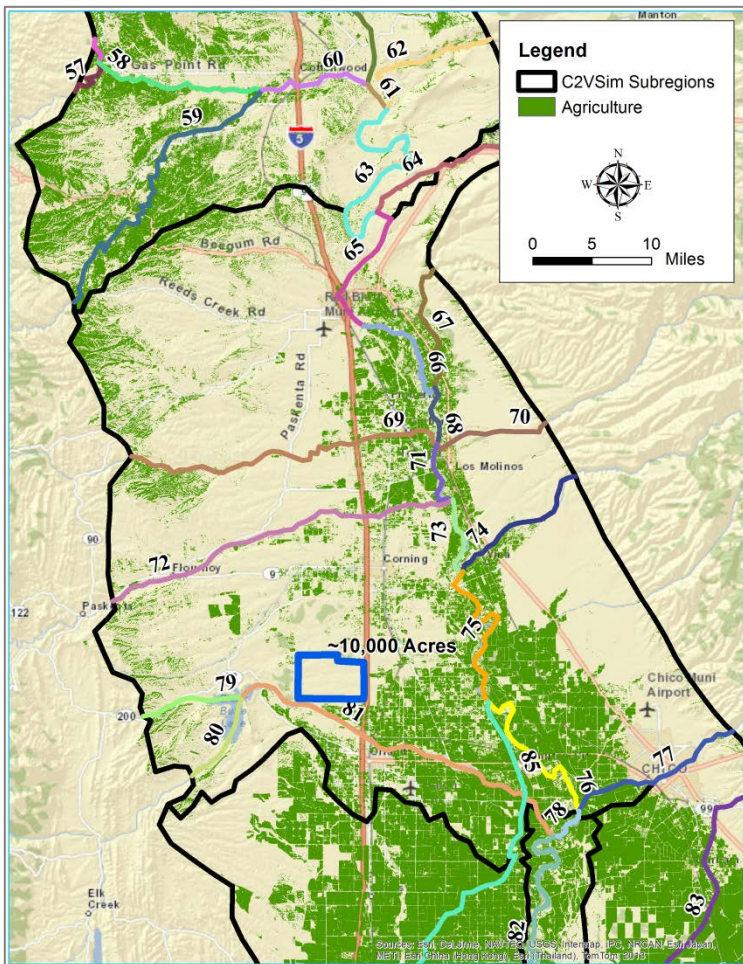 Manton
62
58
57
Gas Point Rd
60
Cottonwood
61
59
5
63
64
65
Beegum Rd
Reeds Creek Rd
67
66
Paskenta Rd
69
68
70
71
Los Molinos
73
74
Vina
72
Flournoy
9
Corning
90
122
Paskenta
75
~10,000 Acres
Chico Muni
Airport
79
81
200
80
85
76
77
CHICO
78
99
83
82
Elk
Creek
Legend
C2VSim Subregions
Agriculture
N
W
E
S
0 5 10
Miles
Sources: Esri, DeLorme, NAVTEQ, USGS, Intermap, iPC, NRCAN, Esri Japan,
METI, Esri China (Hong Kong), Esri (Thailand), TomTom, 2013